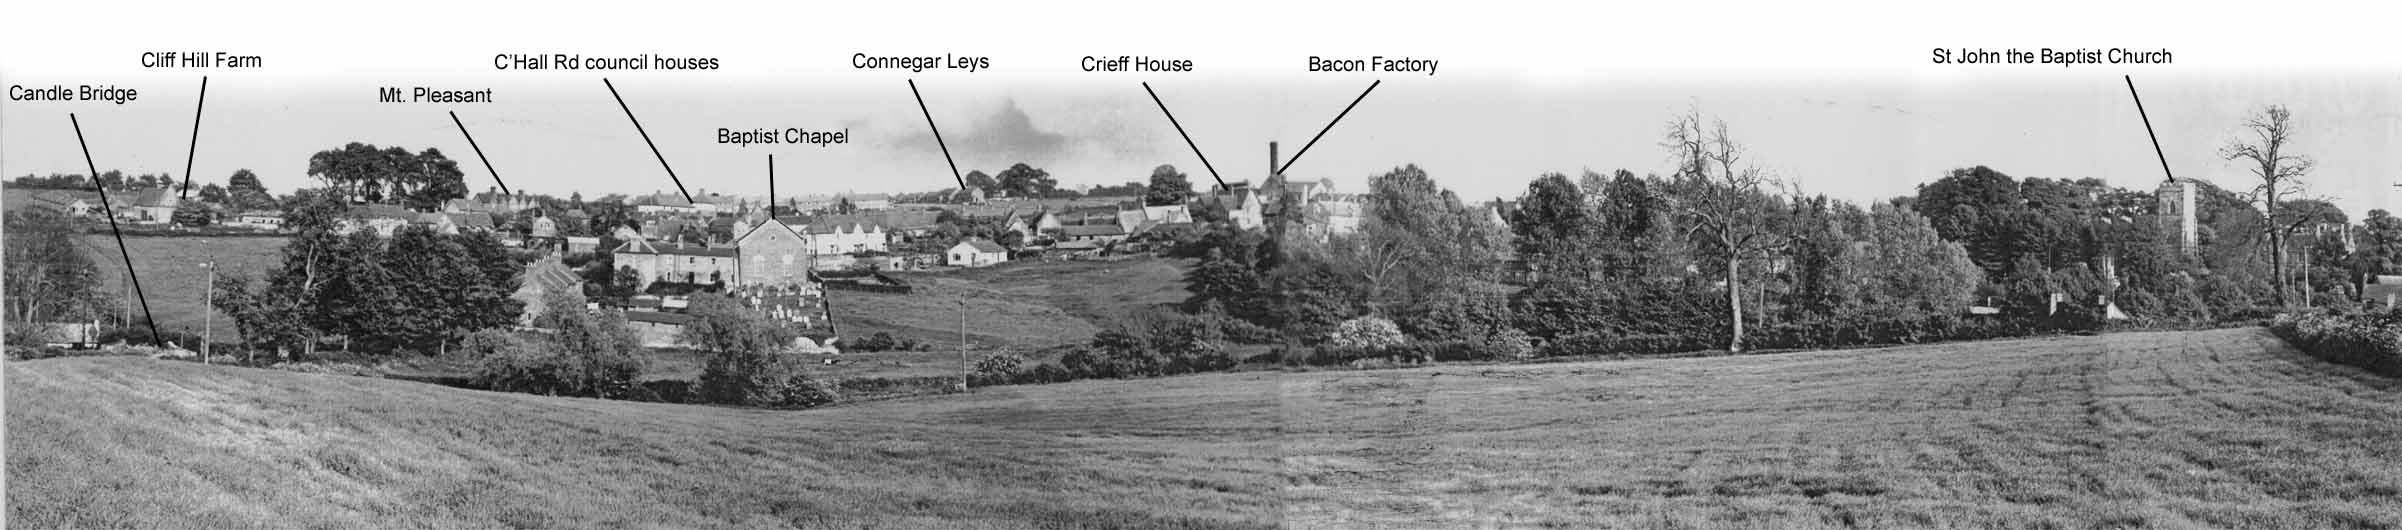 Candle Bridge
Cliff Hill Farm
Mt. Pleasant
C'Hall Rd council houses
Baptist Chapel
Connegar Leys
Crieff House
Bacon Factory
St John the Baptist Church